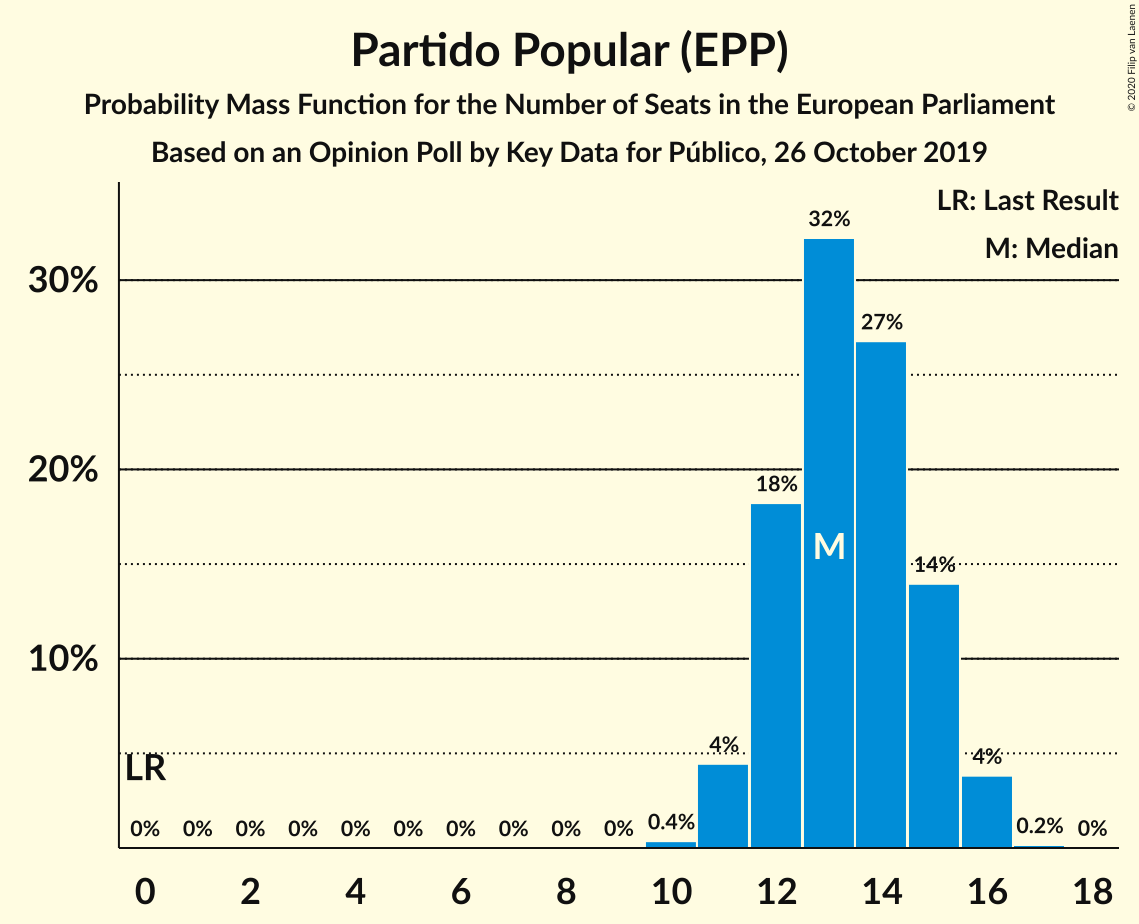 Partido Popular (EPP)
Probability Mass Function for the Number of Seats in the European Parliament
Based on an Opinion Poll by Key Data for Público, 26 October 2019
© 2020 Filip van Laenen
LR: Last Result
M: Median
30%
20%
10%
32%
27%
18%
14%
4%
4%
M
LR
0% 0% 0% 0% 0% 0% 0% 0% 0% 0% 0.4% 0.2% 0%
0 2 4 6 8 10 12 14 16 18